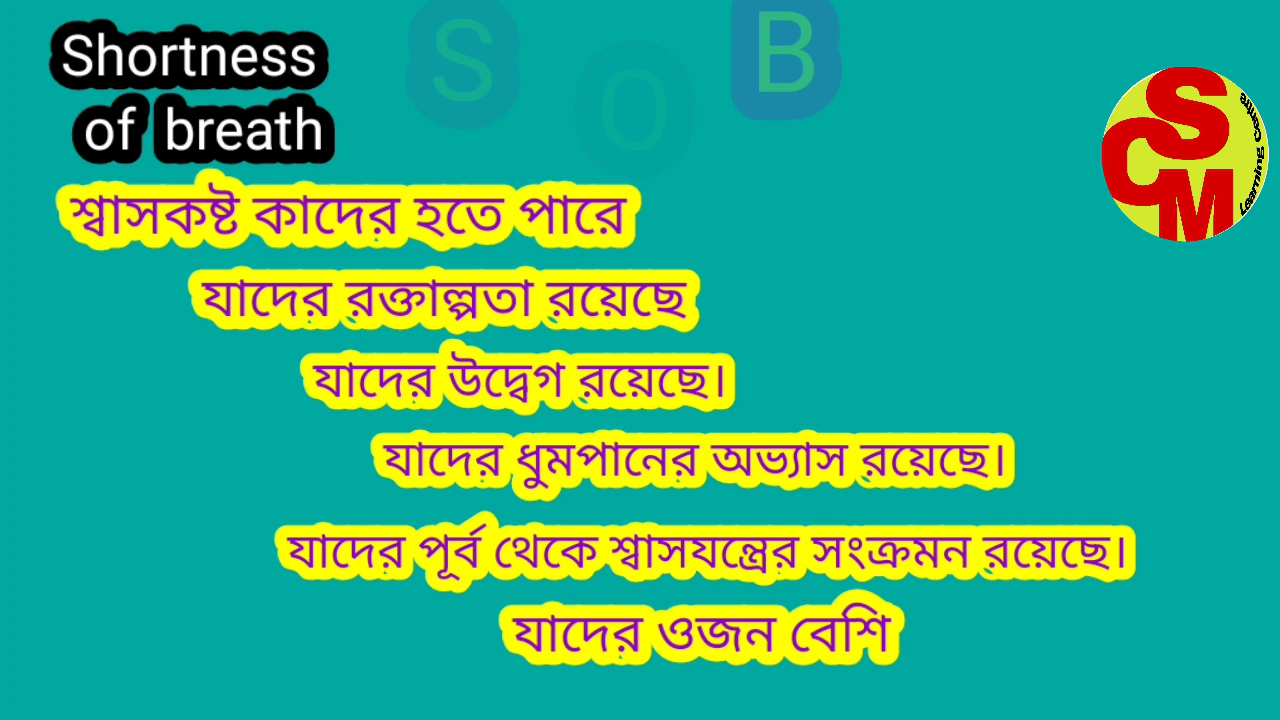 Shortness
of breath
S O B
SCM
Learning Centre
শ্বাসকষ্ট কাদের হতে পারে
যাদের রক্তাল্পতা রয়েছে
যাদের উদ্বেগ রয়েছে।
যাদের ধুমপানের অভ্যাস রয়েছে।
যাদের পূর্ব থেকে শ্বাসযন্ত্রের সংক্রমন রয়েছে।
যাদের ওজন বেশি